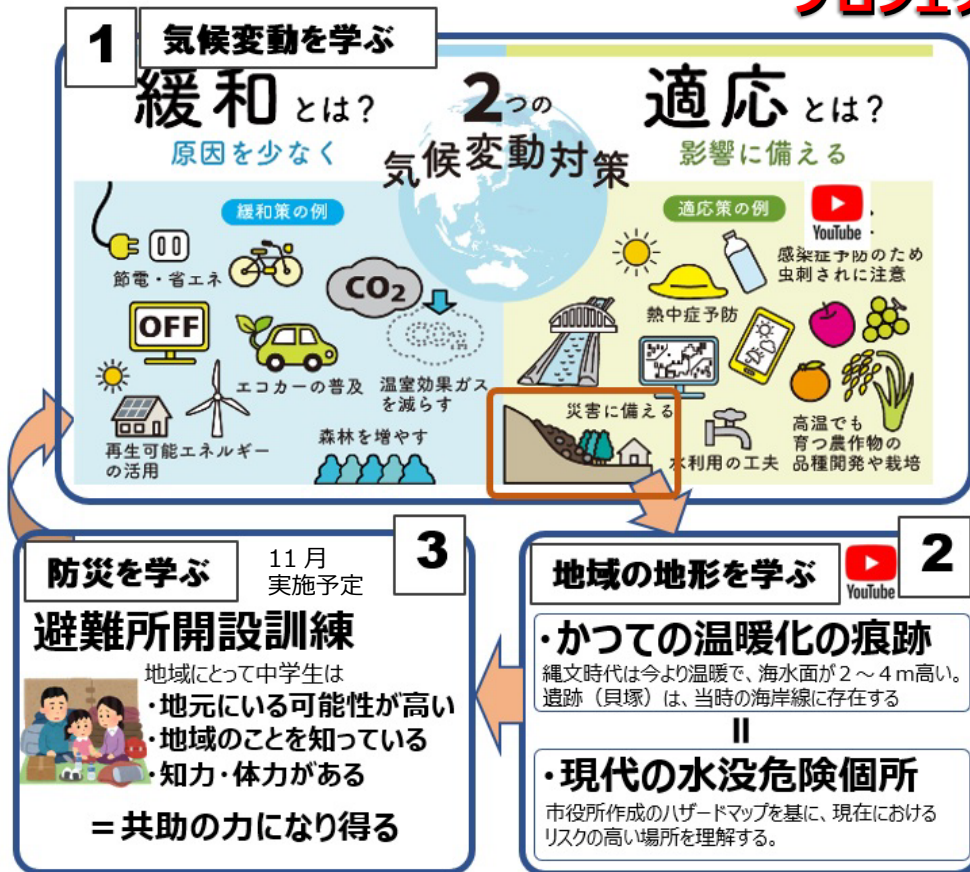 プロジェク
1 気候変動を学ぶ
緩和とは?
原因を少なく
2つの
気候変動対策
適応とは?
影響に備える
緩和策の例
節電・省エネ
OFF
CO2
エコカーの普及
温室効果ガス
を減らす
再生可能エネルギー
の活用
森林を増やす
適応策の例
YouTube
感染症予防のため
虫刺されに注意
熱中症予防
災害に備える
水利用の工夫
高温でも
育つ農作物の
品種開発や栽培
地域の地形を学ぶ
YouTube
2
・かつての温暖化の痕跡
縄文時代は今より温暖で、海水面が2~4m高い。
遺跡(貝塚)は、当時の海岸線に存在する
=
・現代の水没危険個所
市役所作成のハザードマップを基に、現在における
リスクの高い場所を理解する。
防災を学ぶ
11月
実施予定
3
避難所開設訓練
地域にとって中学生は
・地元にいる可能性が高い
・地域のことを知っている
・知力・体力がある
=共助の力になり得る